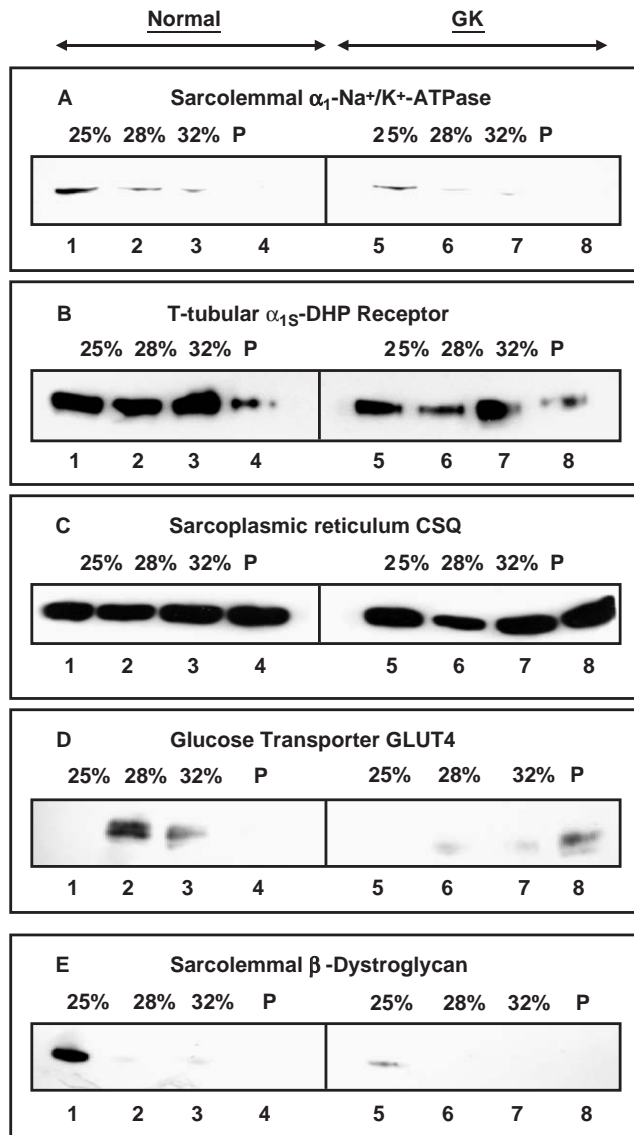 Normal GK
A Sarcolemmal α1-Na+/K+-ATPase
25% 28% 32% P 25% 28% 32% P
1 2 3 4 5 6 7 8
B T-tubular α1S-DHP Receptor
25% 28% 32% P 25% 28% 32% P
1 2 3 4 5 6 7 8
C Sarcoplasmic reticulum CSQ
25% 28% 32% P 25% 28% 32% P
1 2 3 4 5 6 7 8
D Glucose Transporter GLUT4
25% 28% 32% P 25% 28% 32% P
1 2 3 4 5 6 7 8
E Sarcolemmal β -Dystroglycan
25% 28% 32% P 25% 28% 32% P
1 2 3 4 5 6 7 8